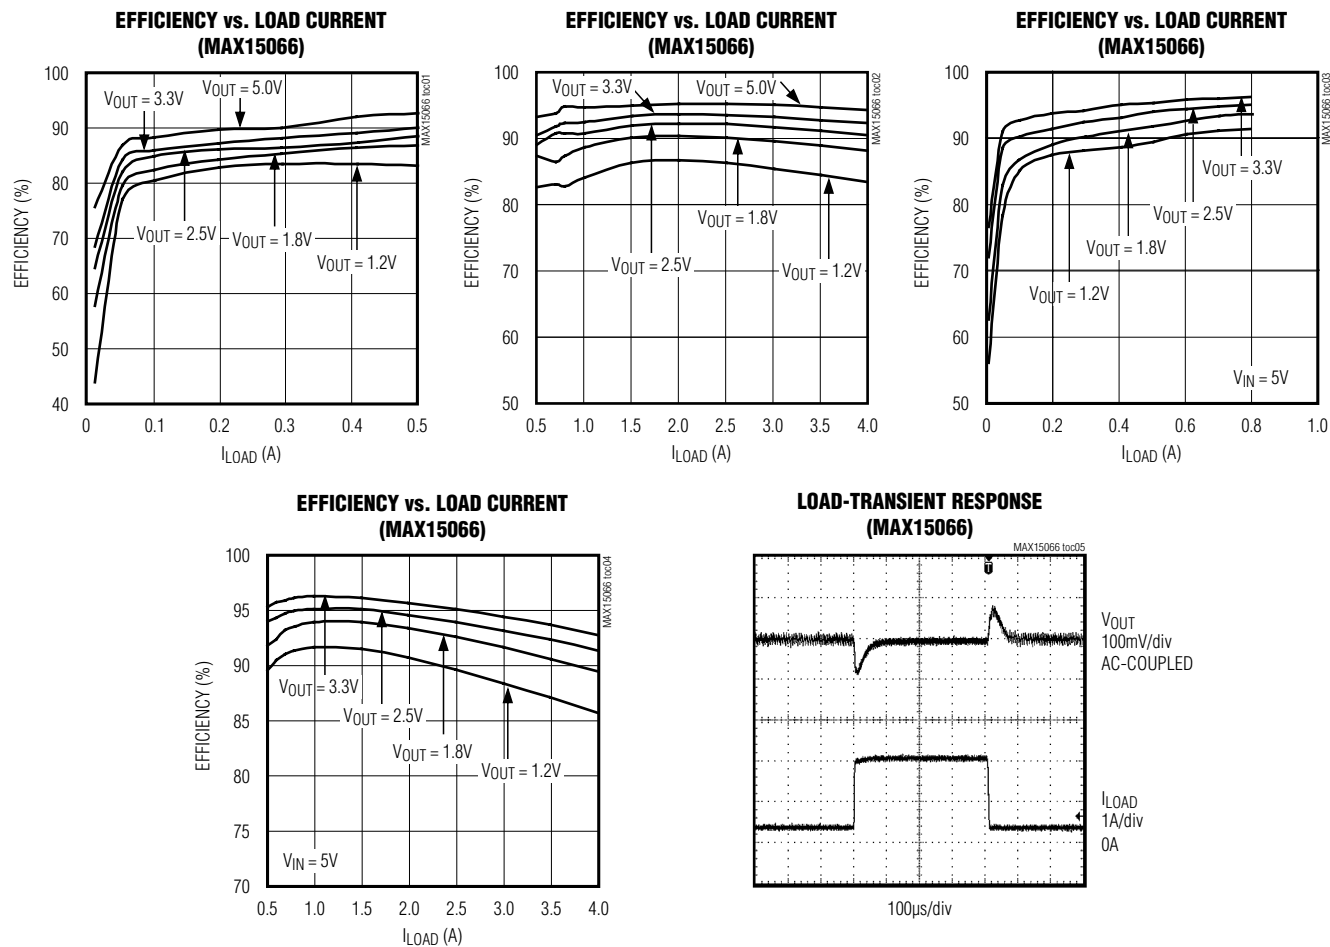 EFFICIENCY vs. LOAD CURRENT
(MAX15066)
100
90
80
70
60
50
40
EFFICIENCY (%)
VOUT = 3.3V
VOUT = 5.0V
VOUT = 2.5V
VOUT = 1.8V
VOUT = 1.2V
MAX15066 toc01
0 0.1 0.2 0.3 0.4 0.5
ILOAD (A)
EFFICIENCY vs. LOAD CURRENT
(MAX15066)
100
90
80
70
60
50
EFFICIENCY (%)
VOUT = 3.3V
VOUT = 5.0V
VOUT = 1.8V
VOUT = 2.5V
VOUT = 1.2V
MAX15066 toc02
0.5 1.0 1.5 2.0 2.5 3.0 3.5 4.0
ILOAD (A)
EFFICIENCY vs. LOAD CURRENT
(MAX15066)
100
90
80
70
60
50
EFFICIENCY (%)
VOUT = 3.3V
VOUT = 2.5V
VOUT = 1.8V
VOUT = 1.2V
VIN = 5V
MAX15066 toc03
0 0.2 0.4 0.6 0.8 1.0
ILOAD (A)
EFFICIENCY vs. LOAD CURRENT
(MAX15066)
100
95
90
85
80
75
70
EFFICIENCY (%)
VOUT = 3.3V
VOUT = 2.5V
VOUT = 1.8V
VOUT = 1.2V
VIN = 5V
MAX15066 toc04
0.5 1.0 1.5 2.0 2.5 3.0 3.5 4.0
ILOAD (A)
LOAD-TRANSIENT RESPONSE
(MAX15066)
MAX15066 toc05
T
VOUT
100mV/div
AC-COUPLED
ILOAD
1A/div
0A
100µs/div